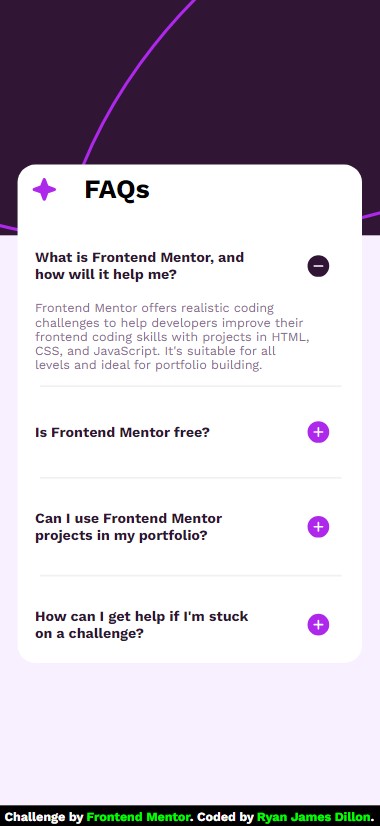 FAQs
What is Frontend Mentor, and
how will it help me?
Frontend Mentor offers realistic coding
challenges to help developers improve their
frontend coding skills with projects in HTML,
CSS, and JavaScript. It's suitable for all
levels and ideal for portfolio building.
Is Frontend Mentor free?
Can I use Frontend Mentor
projects in my portfolio?
How can I get help if I'm stuck
on a challenge?
Challenge by Frontend Mentor. Coded by Ryan James Dillon.